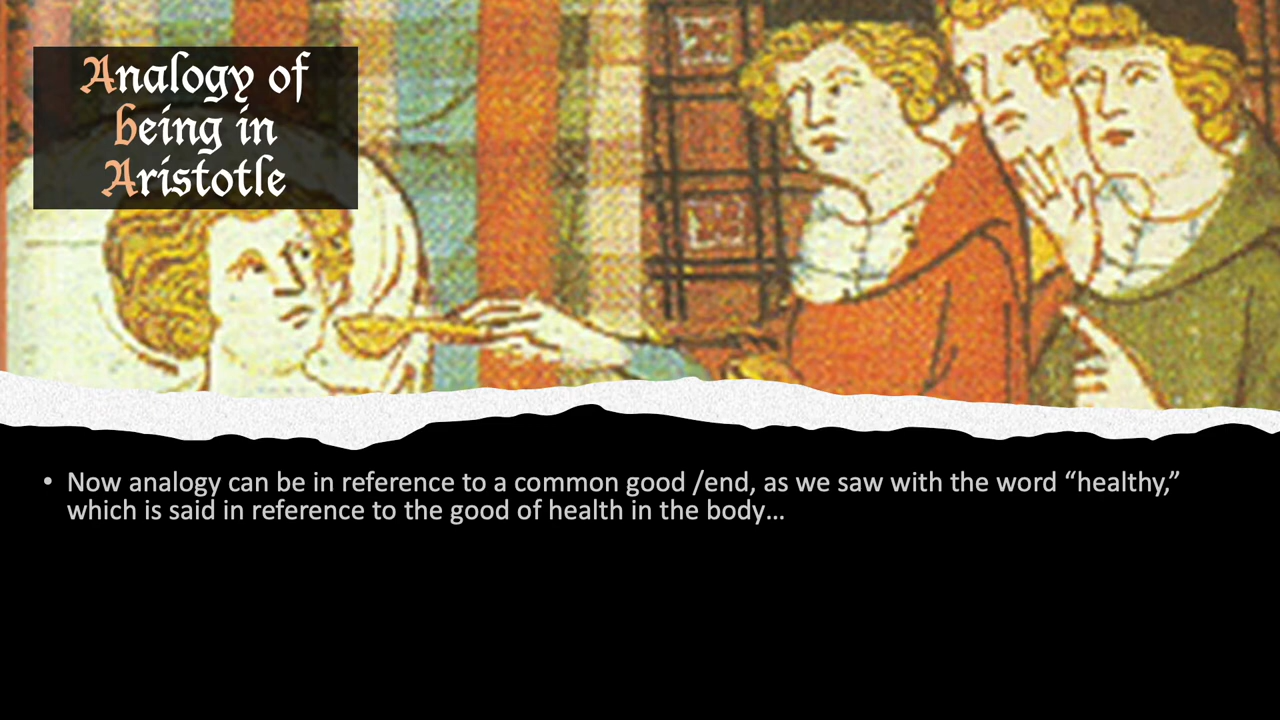 Analogy of
being in
Aristotle
• Now analogy can be in reference to a common good /end, as we saw with the word “healthy,”
which is said in reference to the good of health in the body…